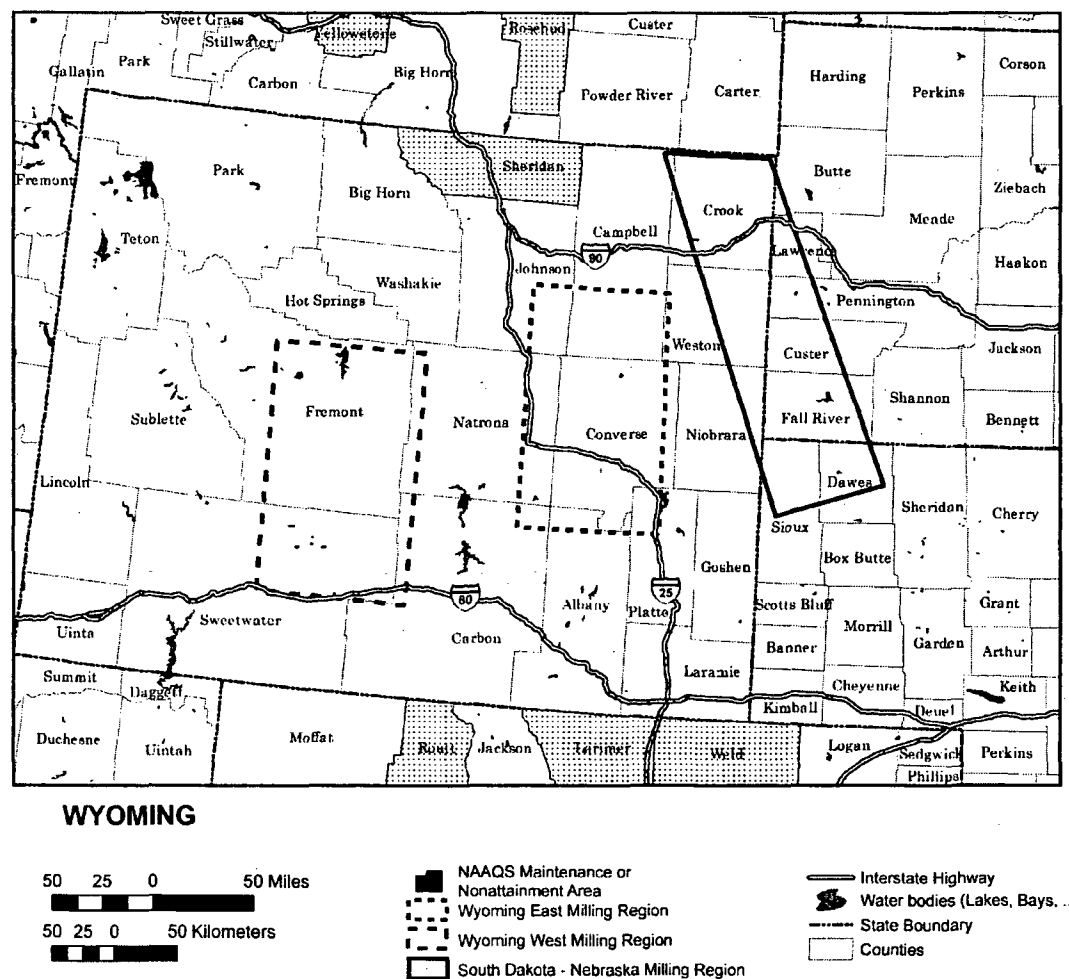 Sweet Grass
Yellowstone
Rosebud
Custer
Stillwater
Corson
Gallatin
Park
Big Horn
Harding
Perkins
Carbon
Powder River
Carter
Sheridan
Fremont
Park
Big Horn
Butte
Ziebach
Crook
Meade
Teton
Campbell
90
Johnson
Lawrence
Haakon
Washakie
Hot Springs
Pennington
Weston
Custer
Jackson
Fremont
Shannon
Sublette
Natrona
Converse
Niobrara
Fall River
Bennett
Lincoln
Dawes
Sheridan
Cherry
Sioux
Box Butte
Goshen
80
Albany
Platte
25
Scotts Bluff
Grant
Sweetwater
Morrill
Uinta
Carbon
Banner
Garden
Arthur
Summit
Laramie
Cheyenne
Keith
Daggett
Kimball
Deuel
Duchesne
Uintah
Moffat
Routt
Jackson
Larimer
Weld
Logan
Sedgwick
Perkins
Phillips
WYOMING
50 25 0 50 Miles
50 25 0 50 Kilometers
NAAQS Maintenance or
Nonattainment Area
Wyoming East Milling Region
Wyoming West Milling Region
South Dakota - Nebraska Milling Region
Interstate Highway
Water bodies (Lakes, Bays, ..
State Boundary
Counties